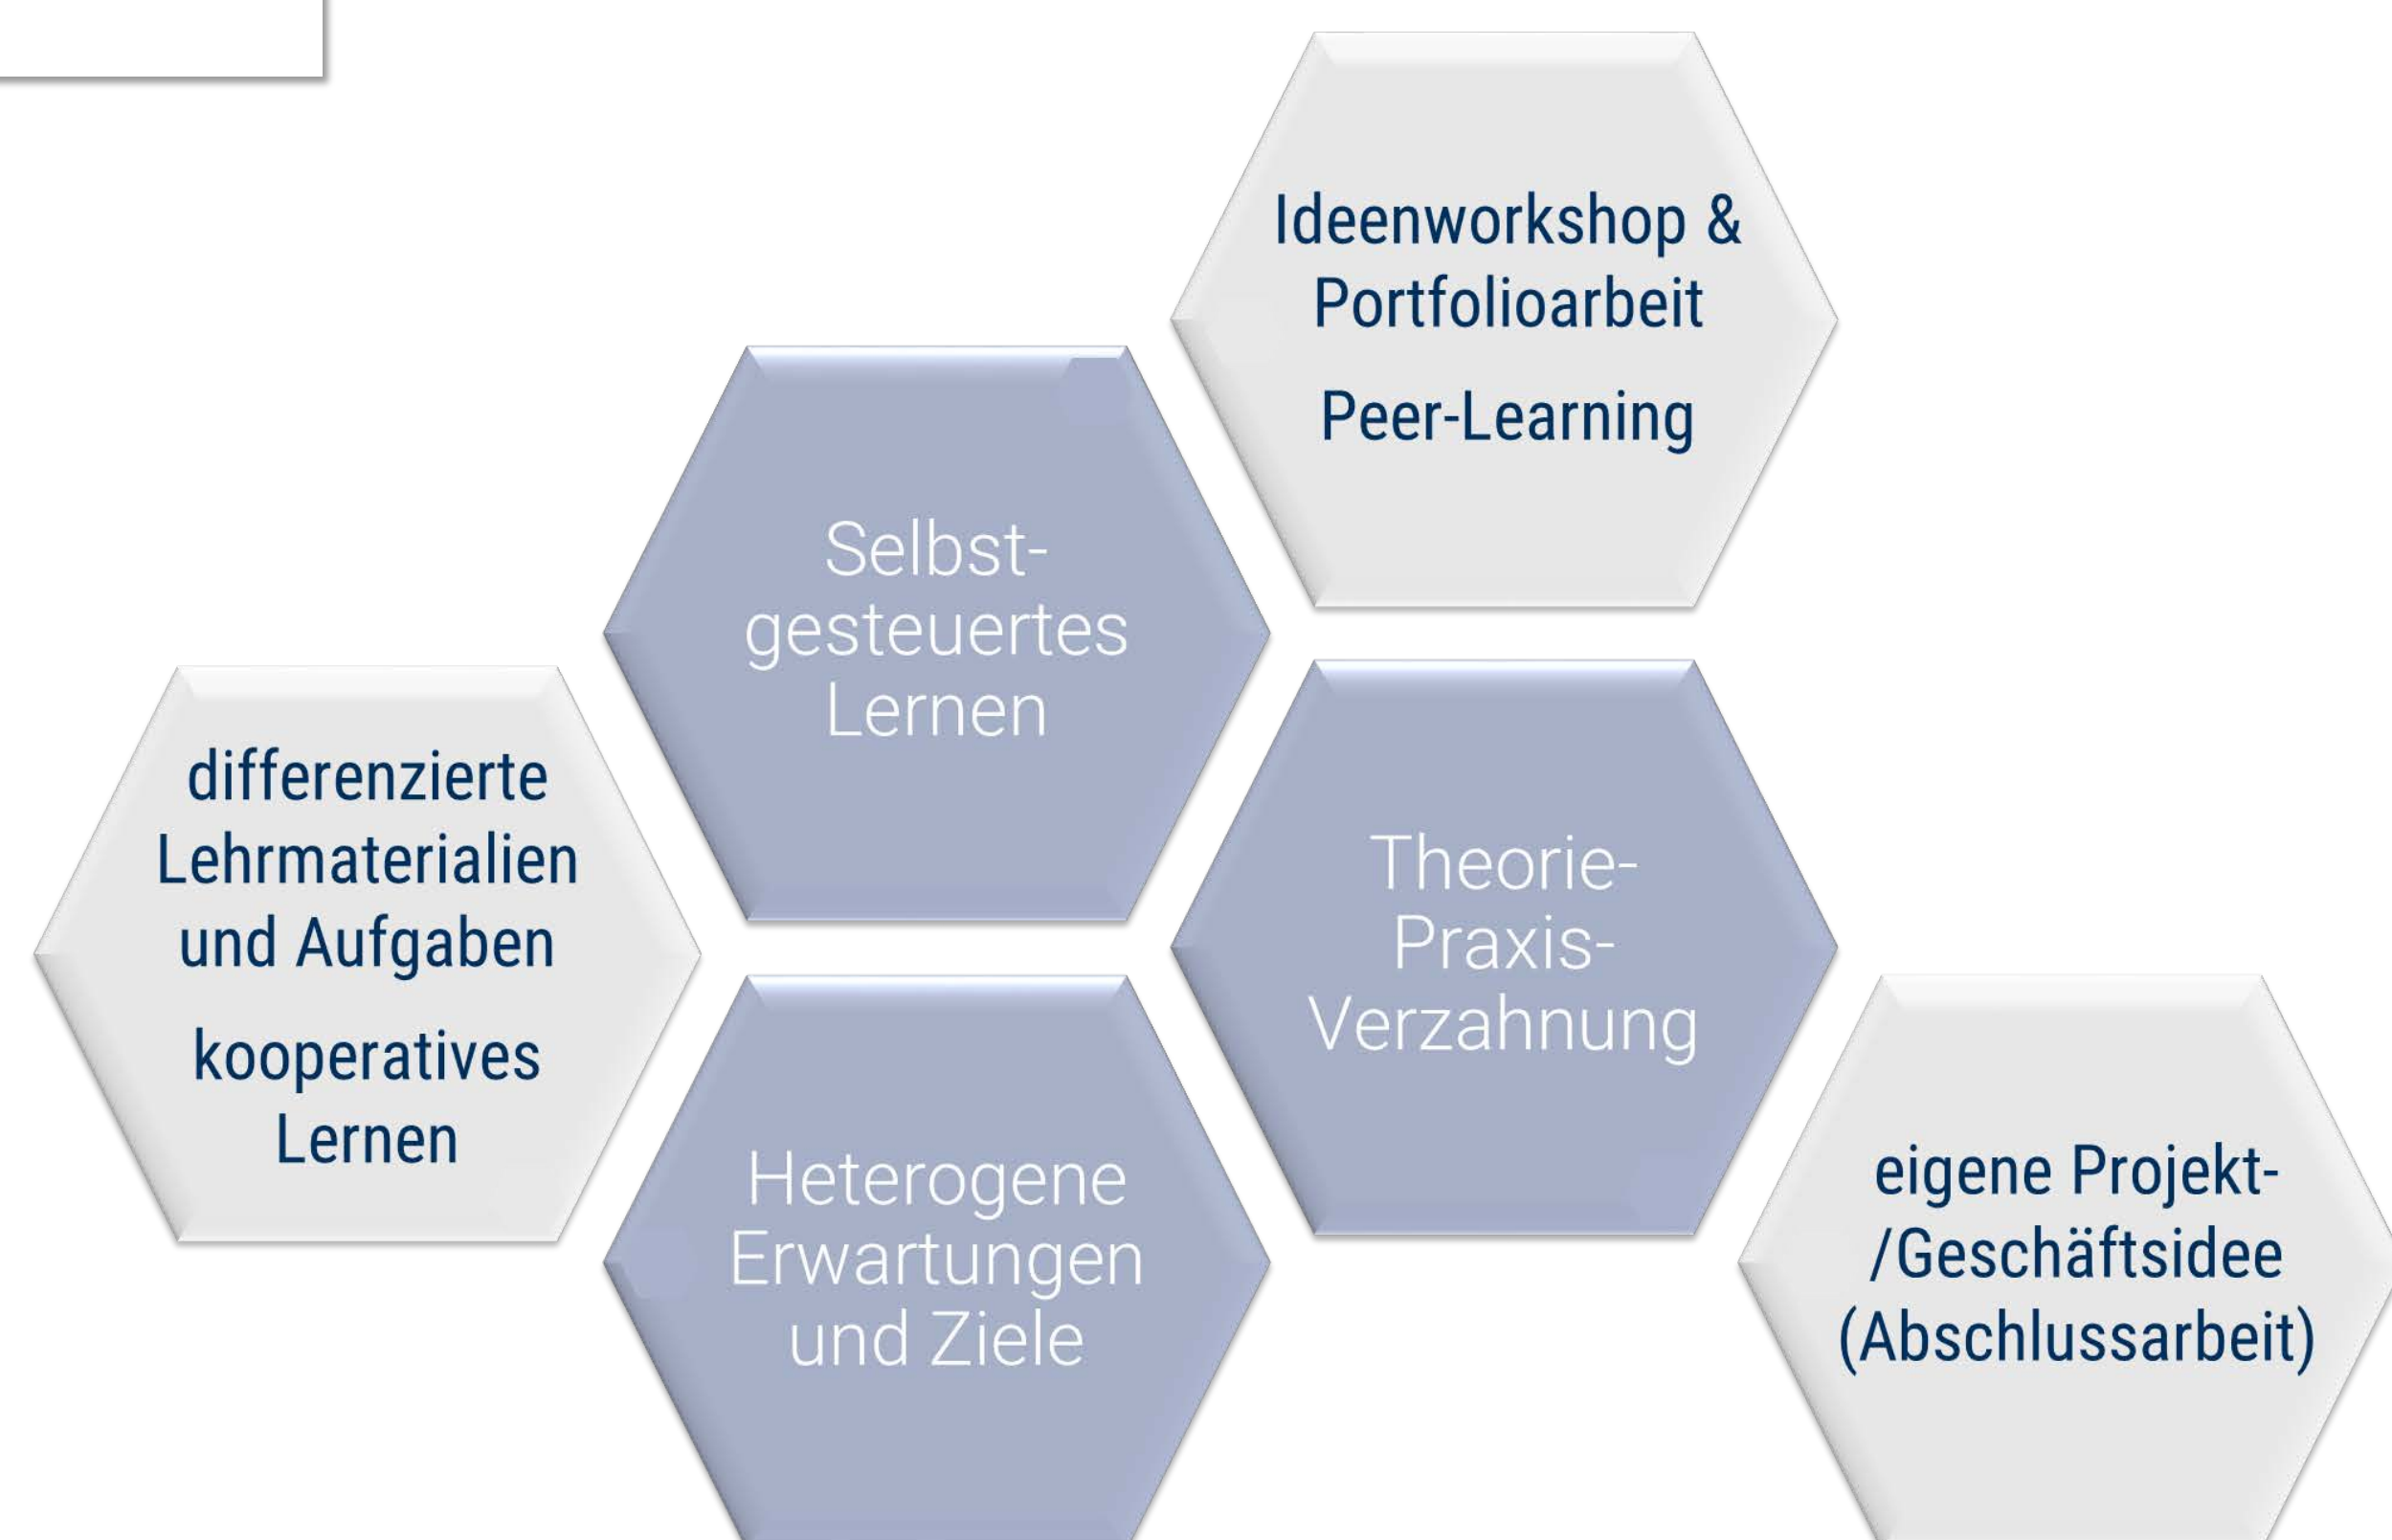 Ideenworkshop &
Portfolioarbeit
Peer-Learning
Selbst-
gesteuertes
Lernen
differenzierte
Lehrmaterialien
und Aufgaben
kooperatives
Lernen
Theorie-
Praxis-
Verzahnung
Heterogene
Erwartungen
und Ziele
eigene Projekt-
/Geschäftsidee
(Abschlussarbeit)